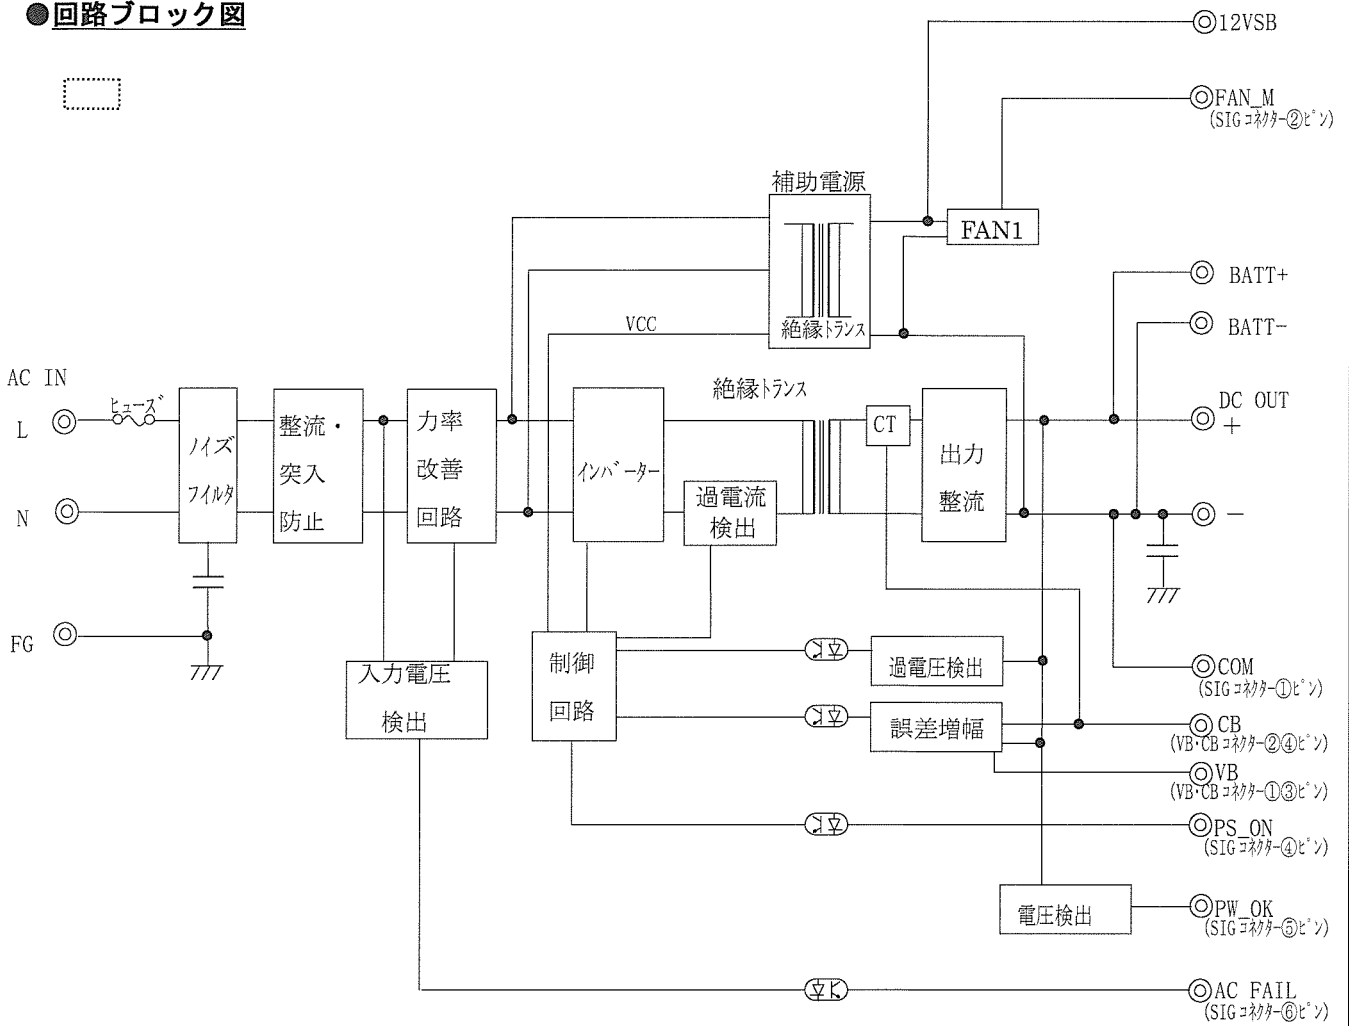 ●回路ブロック図
12VSB
FAN_M
(SIGコネクター②ピン)
補助電源
FAN1
絶縁トランス
VCC
BATT+
BATT-
AC IN
L
ヒューズ
N
FG
ノイズ
フイルタ
整流・
突入
防止
力率
改善
回路
インバーター
絶縁トランス
過電流
検出
CT
出力
整流
DC OUT
+
-
制御
回路
入力電圧
検出
過電圧検出
誤差増幅
電圧検出
COM
(SIGコネクター①ピン)
CB
(VB・CBコネクター②④ピン)
VB
(VB・CBコネクター①③ピン)
PS_ON
(SIGコネクター④ピン)
PW_OK
(SIGコネクター⑤ピン)
AC FAIL
(SIGコネクター⑥ピン)